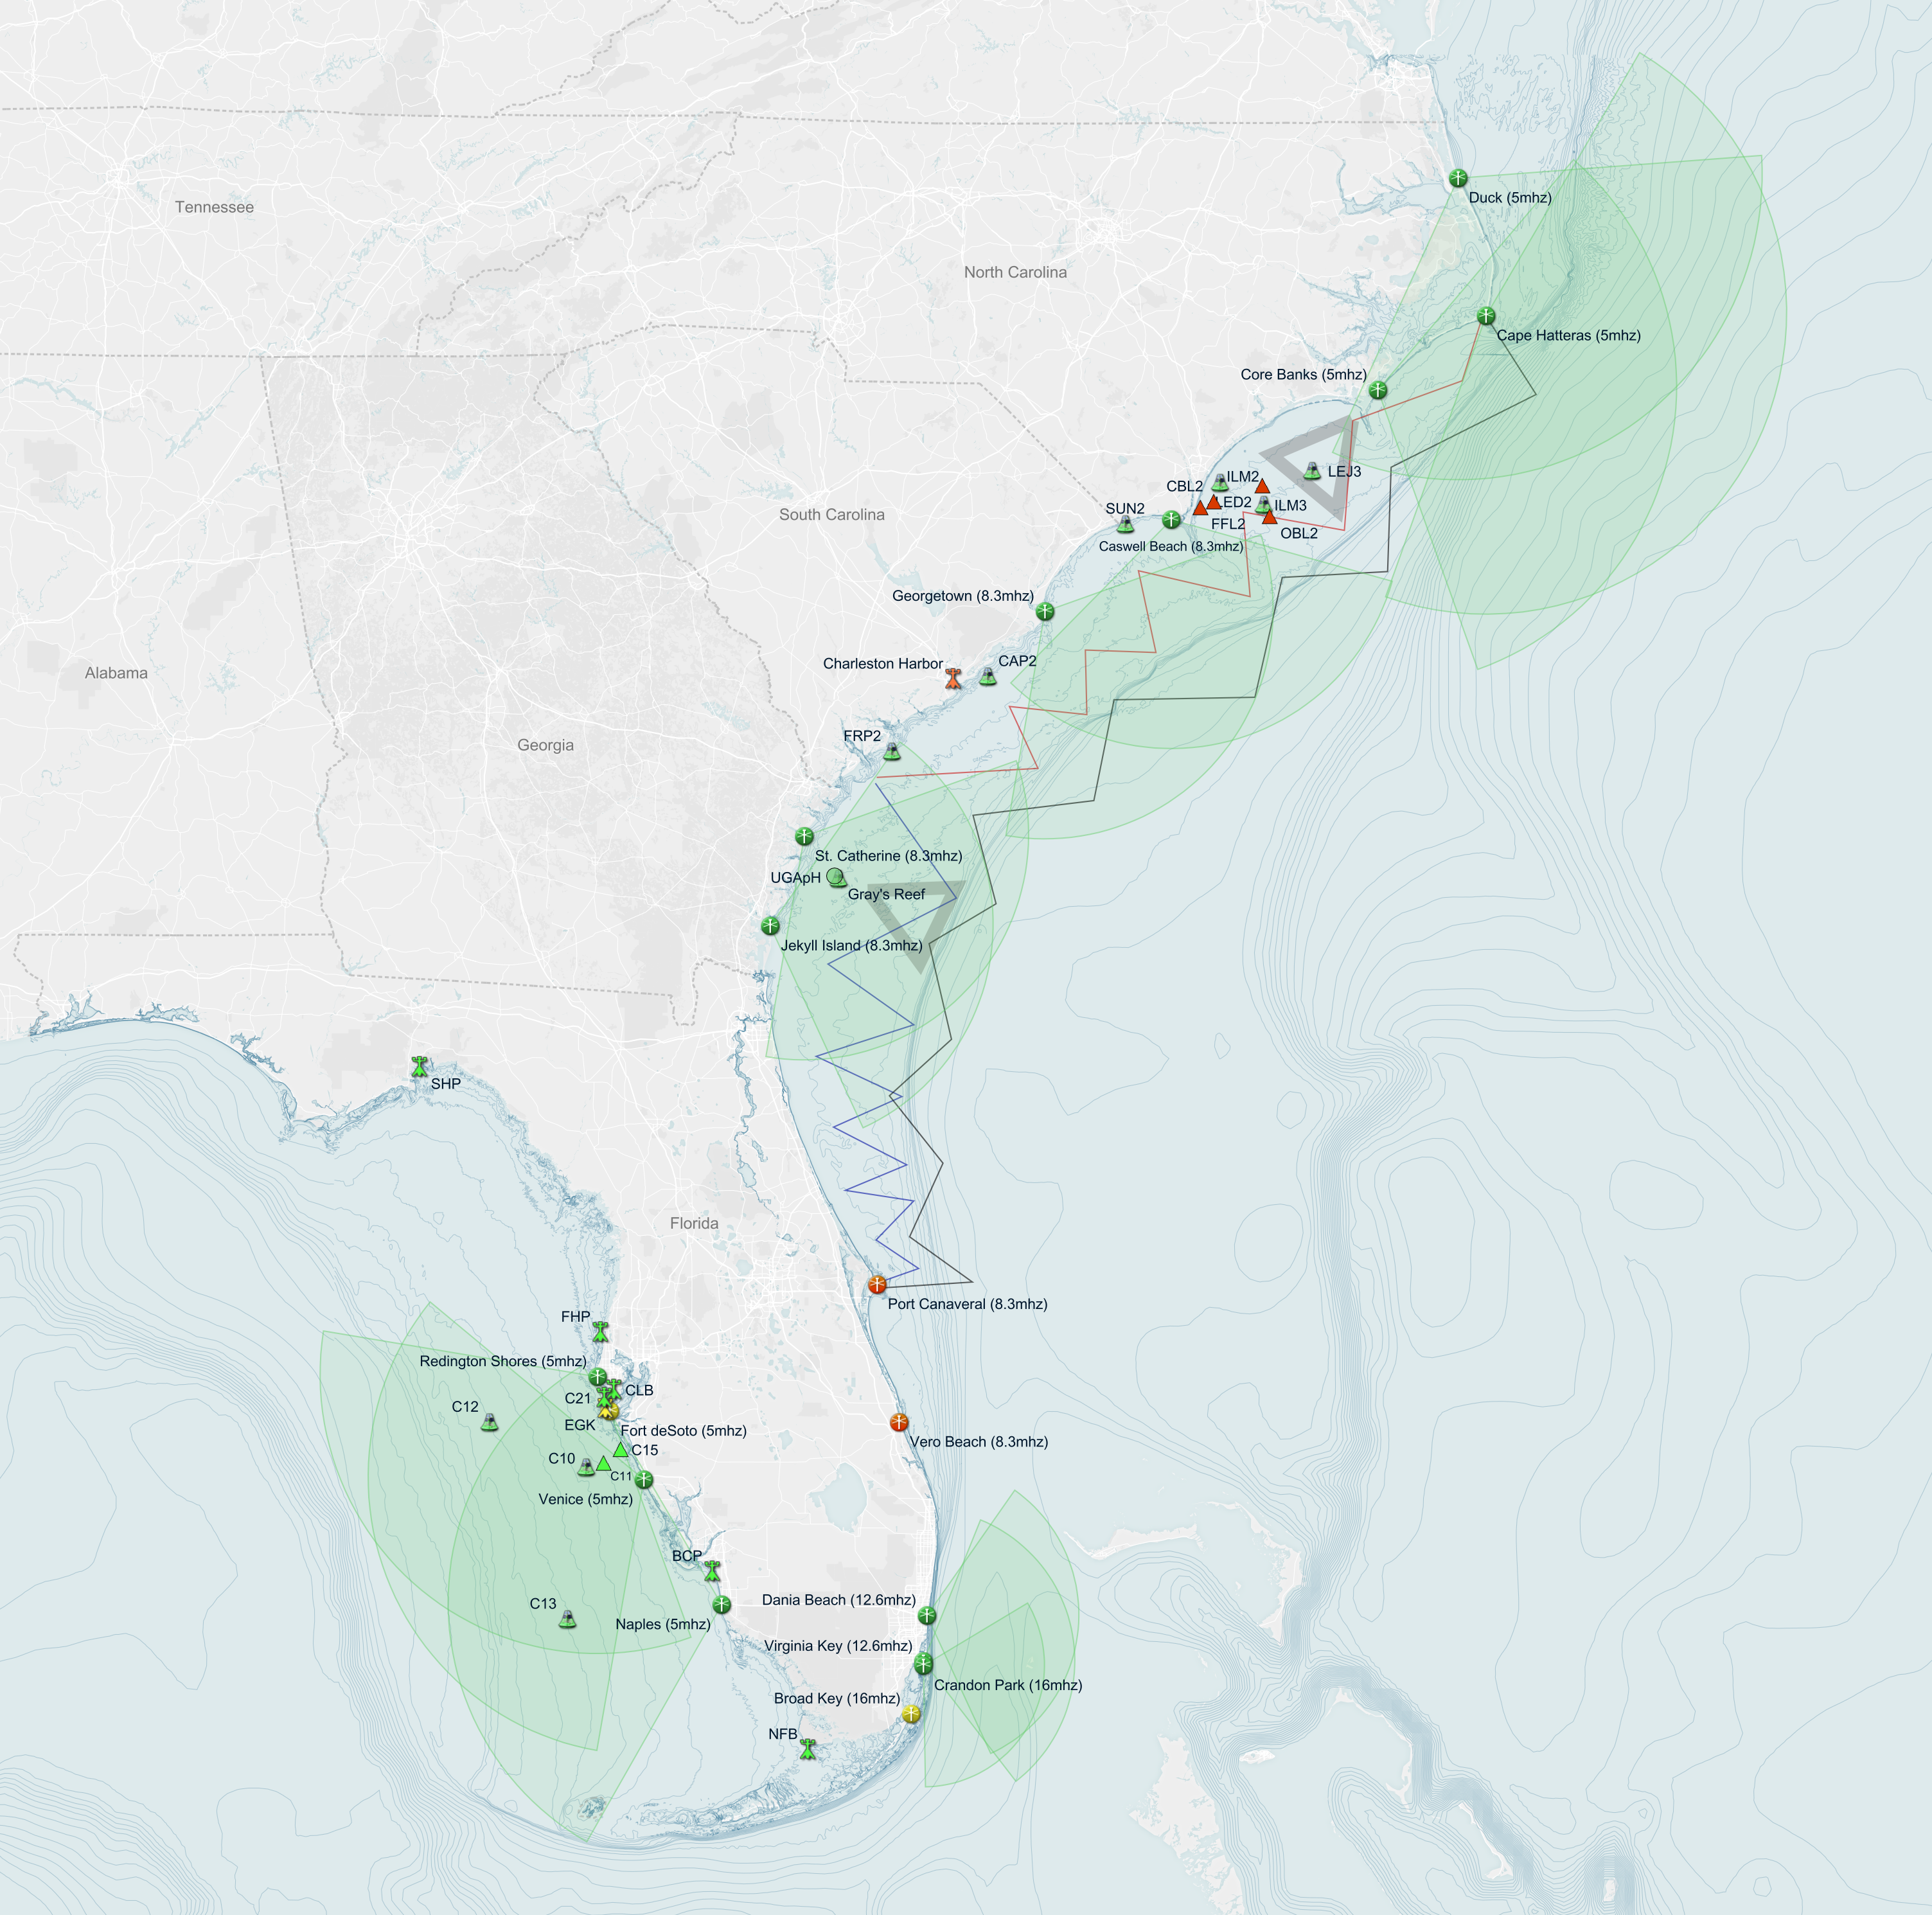 Duck (5mhz)
Tennessee
North Carolina
Cape Hatteras (5mhz)
Core Banks (5mhz)
LEJ3
ILM2
CBL2
LED2
ILM3
SUN2
FFL2
OBL2
South Carolina
Caswell Beach (8.3mhz)
Georgetown (8.3mhz)
Charleston Harbor
CAP2
Alabama
FRP2
Georgia
St. Catherine (8.3mhz)
UGApH
Gray's Reef
Jekyll Island (8.3mhz)
SHP
Florida
Port Canaveral (8.3mhz)
FHP
Redington Shores (5mhz)
CLB
C21
C12
EGK
Fort deSoto (5mhz)
Vero Beach (8.3mhz)
C15
C10
C11
Venice (5mhz)
BCP
Dania Beach (12.6mhz)
C13
Naples (5mhz)
Virginia Key (12.6mhz)
Crandon Park (16mhz)
Broad Key (16mhz)
NFB